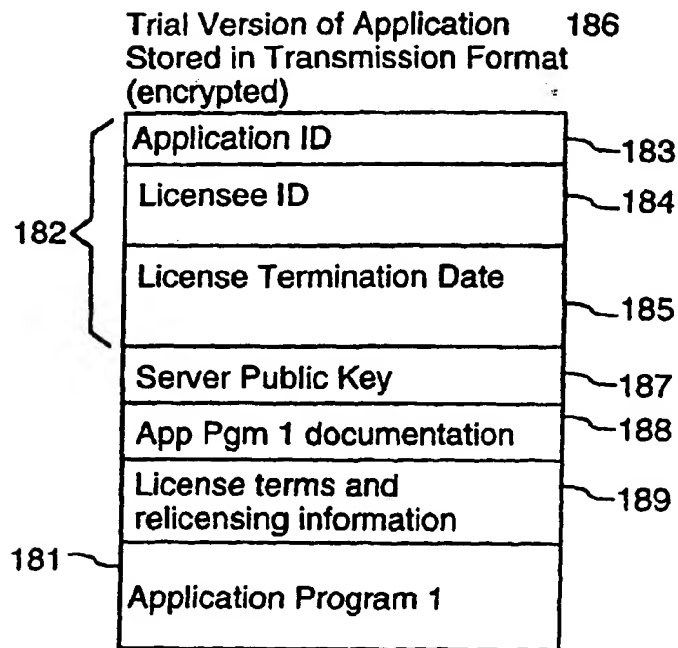 Trial Version of Application 186
Stored in Transmission Format
(encrypted)
Application ID
183
Licensee ID
184
182
License Termination Date
185
Server Public Key
187
App Pgm 1 documentation
188
License terms and
relicensing information
189
181
Application Program 1